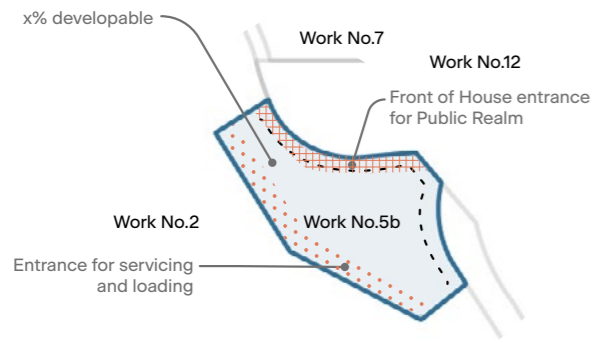 x% developable
Work No.7
Work No.12
Front of House entrance
for Public Realm
Work No.2
Work No.5b
Entrance for servicing
and loading